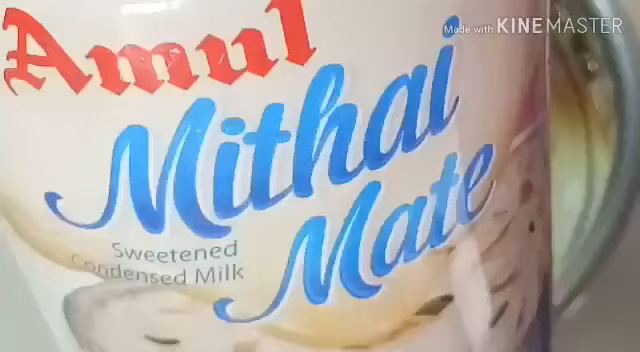 Made with KINEMASTER
Amul
Mithai
Mate
Sweetened
Condensed Milk